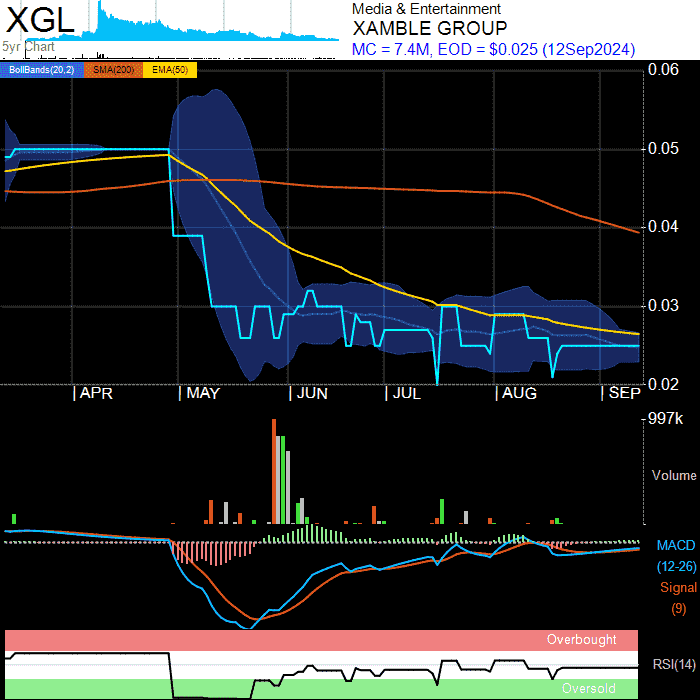 XGL
Media & Entertainment
XAMBLE GROUP
5yr Chart
MC = 7.4M, EOD = $0.025 (12Sep2024)
BollBands(20,2) SMA(200) EMA(50)
0.06
0.05
0.04
0.03
0.02
APR MAY JUN JUL AUG SEP
997k
Volume
MACD
(12-26)
Signal
(9)
Overbought
RSI(14)
Oversold